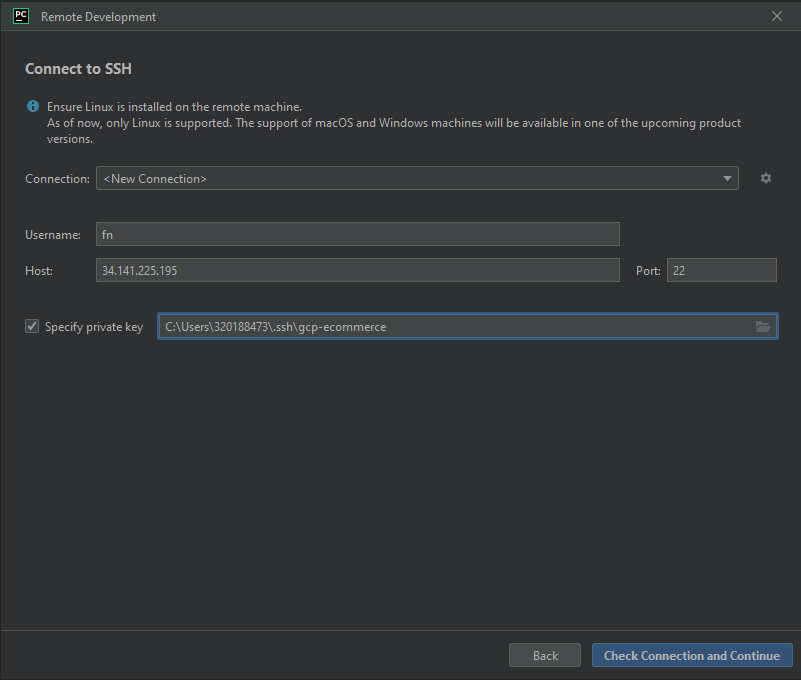 PC Remote Development
Connect to SSH
Ensure Linux is installed on the remote machine.
As of now, only Linux is supported. The support of macOS and Windows machines will be available in one of the upcoming product
versions.
Connection: <New Connection>
Username: fn
Host: 34.141.225.195 Port: 22
Specify private key C:\Users\320188473\.ssh\gcp-ecommerce
Back Check Connection and Continue